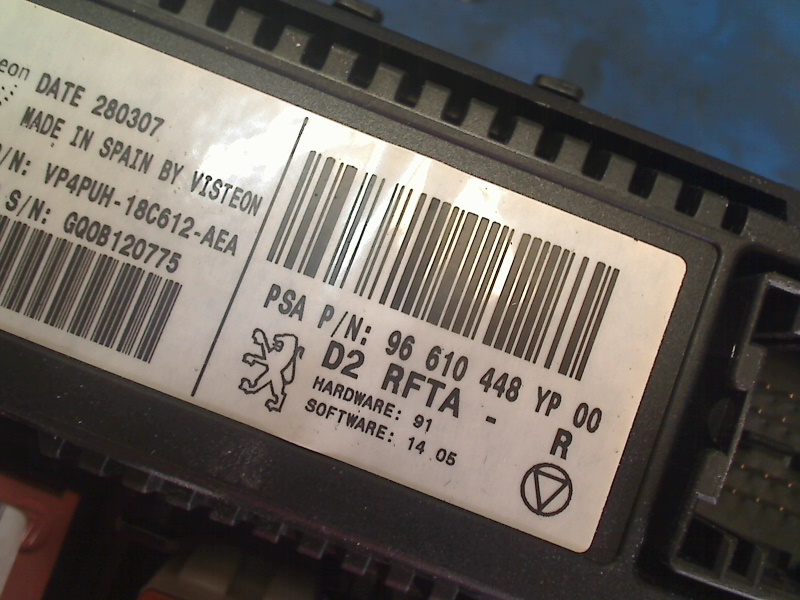 eon
DATE 280307
MADE IN SPAIN BY VISTEON
/N: VP4PUH-18C612-AEA
S/N: GQ0B120775
PSA P/N: 96 610 448 YP 00
D2 RFTA - R
HARDWARE: 91
SOFTWARE: 14 05